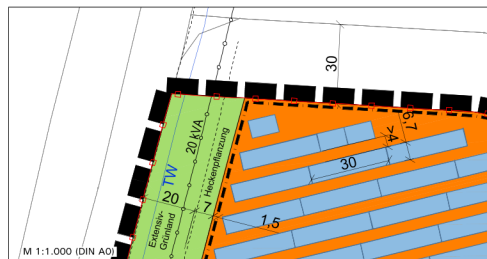 30
20 kVA
Heckenpflanzung
TW
6,7
>4
30
20
7
1,5
Extensiv-
Grünland
M 1:1.000 (DIN A0)